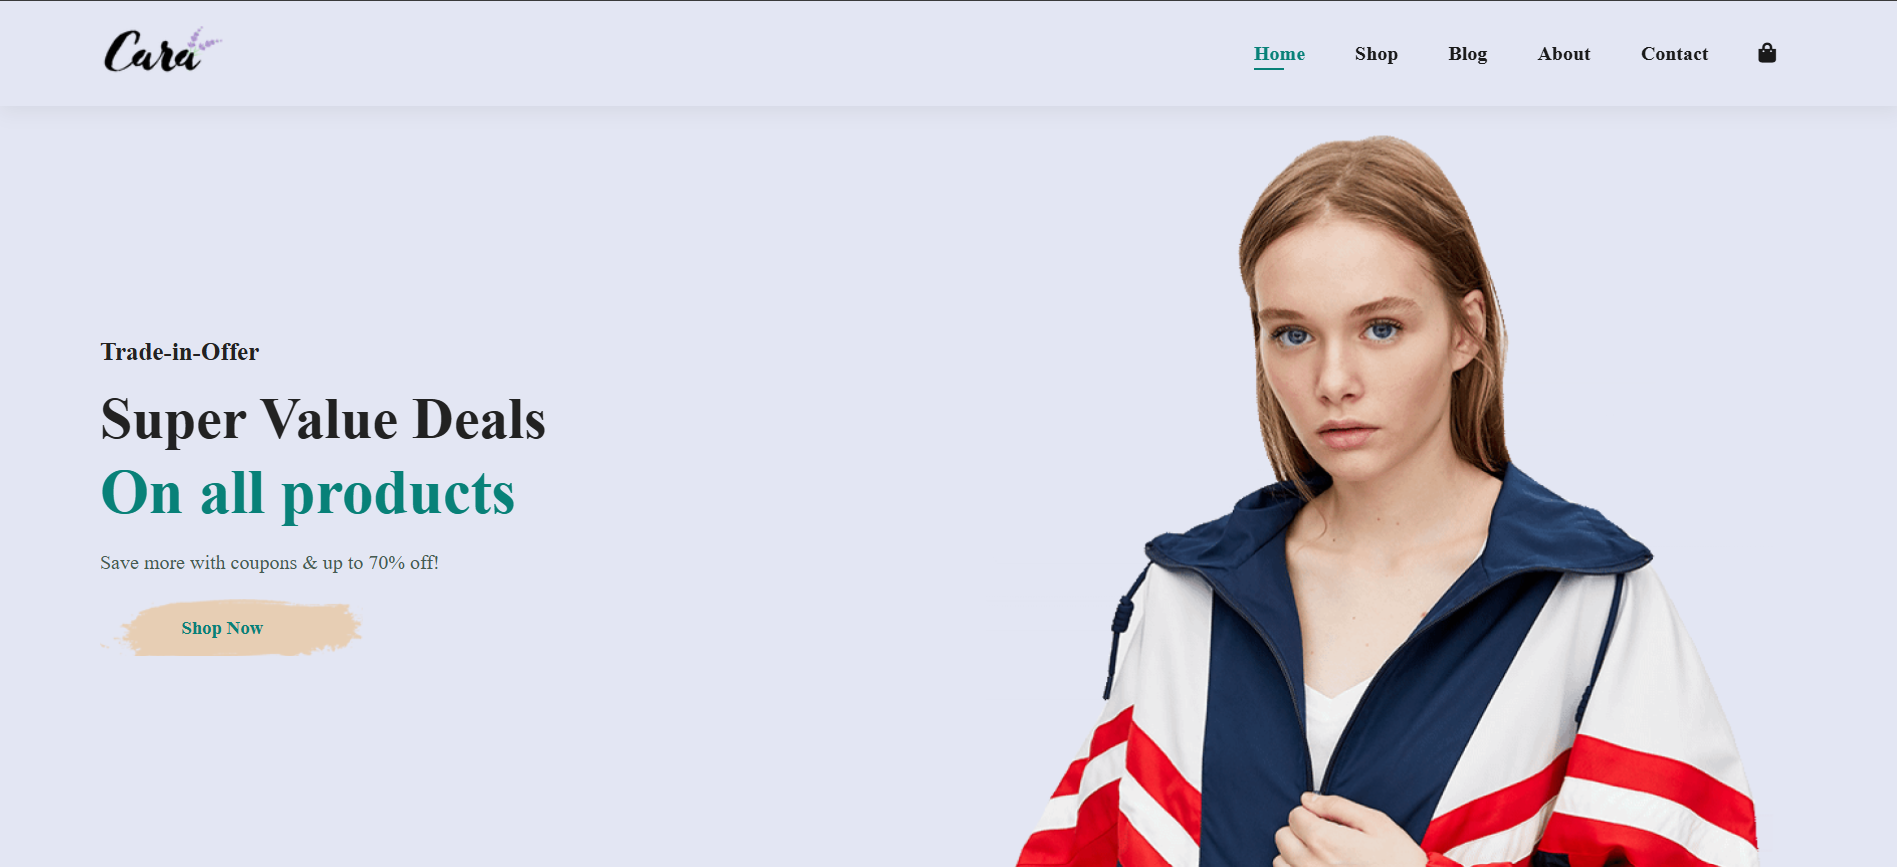 Cara
Home Shop Blog About Contact
Trade-in-Offer
Super Value Deals
On all products
Save more with coupons & up to 70% off!
Shop Now